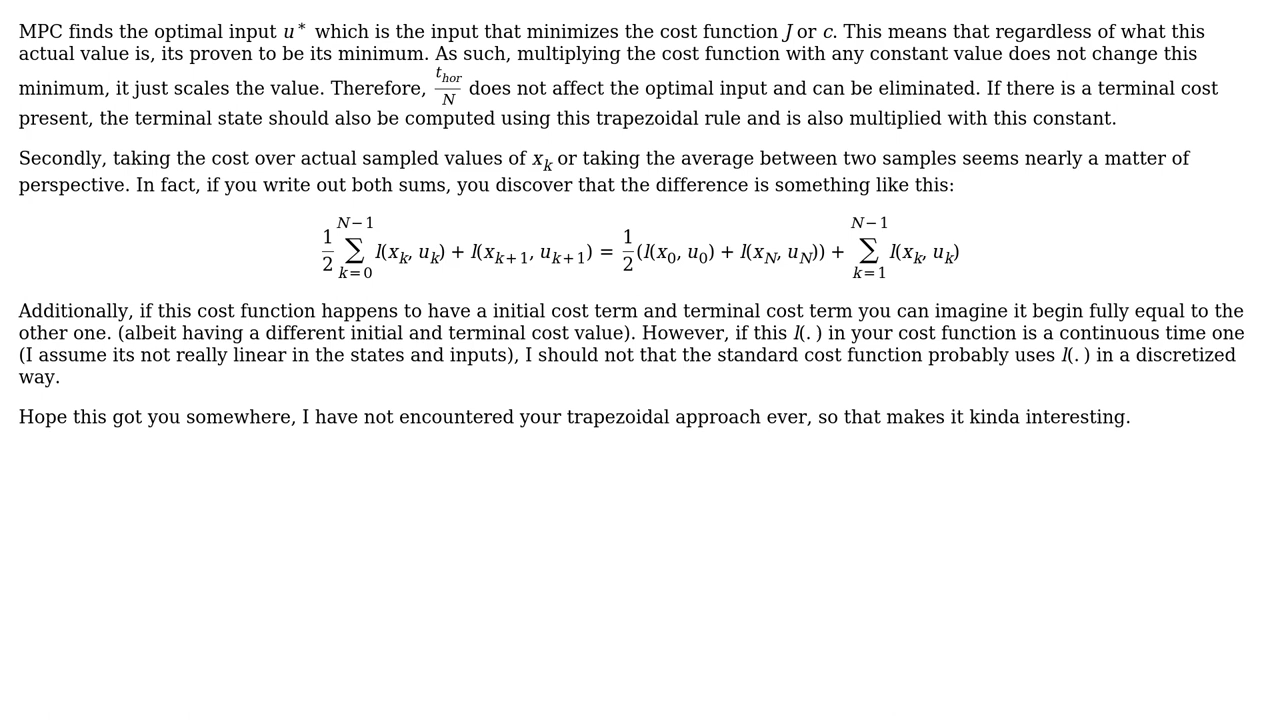 MPC finds the optimal input u* which is the input that minimizes the cost function J or c. This means that regardless of what this
actual value is, its proven to be its minimum. As such, multiplying the cost function with any constant value does not change this
minimum, it just scales the value. Therefore, \frac{t_{hor}}{N} does not affect the optimal input and can be eliminated. If there is a terminal cost
present, the terminal state should also be computed using this trapezoidal rule and is also multiplied with this constant.
Secondly, taking the cost over actual sampled values of x_k or taking the average between two samples seems nearly a matter of
perspective. In fact, if you write out both sums, you discover that the difference is something like this:
\frac{1}{2} \sum_{k=0}^{N-1} l(x_k, u_k) + l(x_{k+1}, u_{k+1}) = \frac{1}{2}(l(x_0, u_0) + l(x_N, u_N)) + \sum_{k=1}^{N-1} l(x_k, u_k)
Additionally, if this cost function happens to have a initial cost term and terminal cost term you can imagine it begin fully equal to the
other one. (albeit having a different initial and terminal cost value). However, if this l(. ) in your cost function is a continuous time one
(I assume its not really linear in the states and inputs), I should not that the standard cost function probably uses l(. ) in a discretized
way.
Hope this got you somewhere, I have not encountered your trapezoidal approach ever, so that makes it kinda interesting.